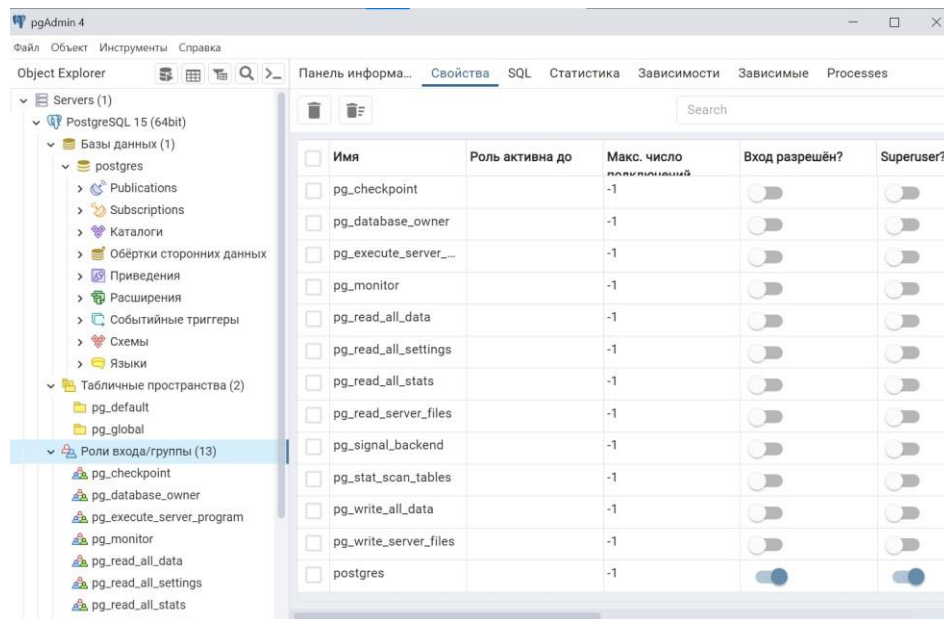 pgAdmin 4
Файл Объект Инструменты Справка
Object Explorer
Панель информа... Свойства SQL Статистика Зависимости Зависимые Processes
Servers (1)
PostgreSQL 15 (64bit)
Базы данных (1)
postgres
Publications
Subscriptions
Каталоги
Обёртки сторонних данных
Приведения
Расширения
Событийные триггеры
Схемы
Языки
Табличные пространства (2)
pg_default
pg_global
Роли входа/группы (13)
pg_checkpoint
pg_database_owner
pg_execute_server_program
pg_monitor
pg_read_all_data
pg_read_all_settings
pg_read_all_stats
Search
Имя Роль активна до Макс. число подключений Вход разрешён? Superuser?
pg_checkpoint -1
pg_database_owner -1
pg_execute_server_... -1
pg_monitor -1
pg_read_all_data -1
pg_read_all_settings -1
pg_read_all_stats -1
pg_read_server_files -1
pg_signal_backend -1
pg_stat_scan_tables -1
pg_write_all_data -1
pg_write_server_files -1
postgres -1